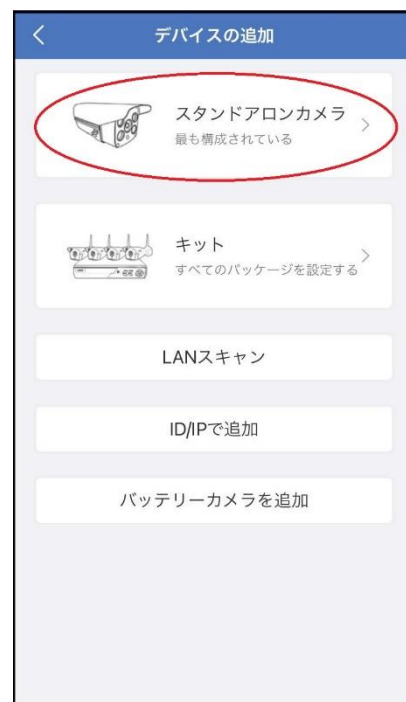 デバイスの追加
スタンドアロンカメラ
最も構成されている
キット
すべてのパッケージを設定する
LANスキャン
ID/IPで追加
バッテリーカメラを追加